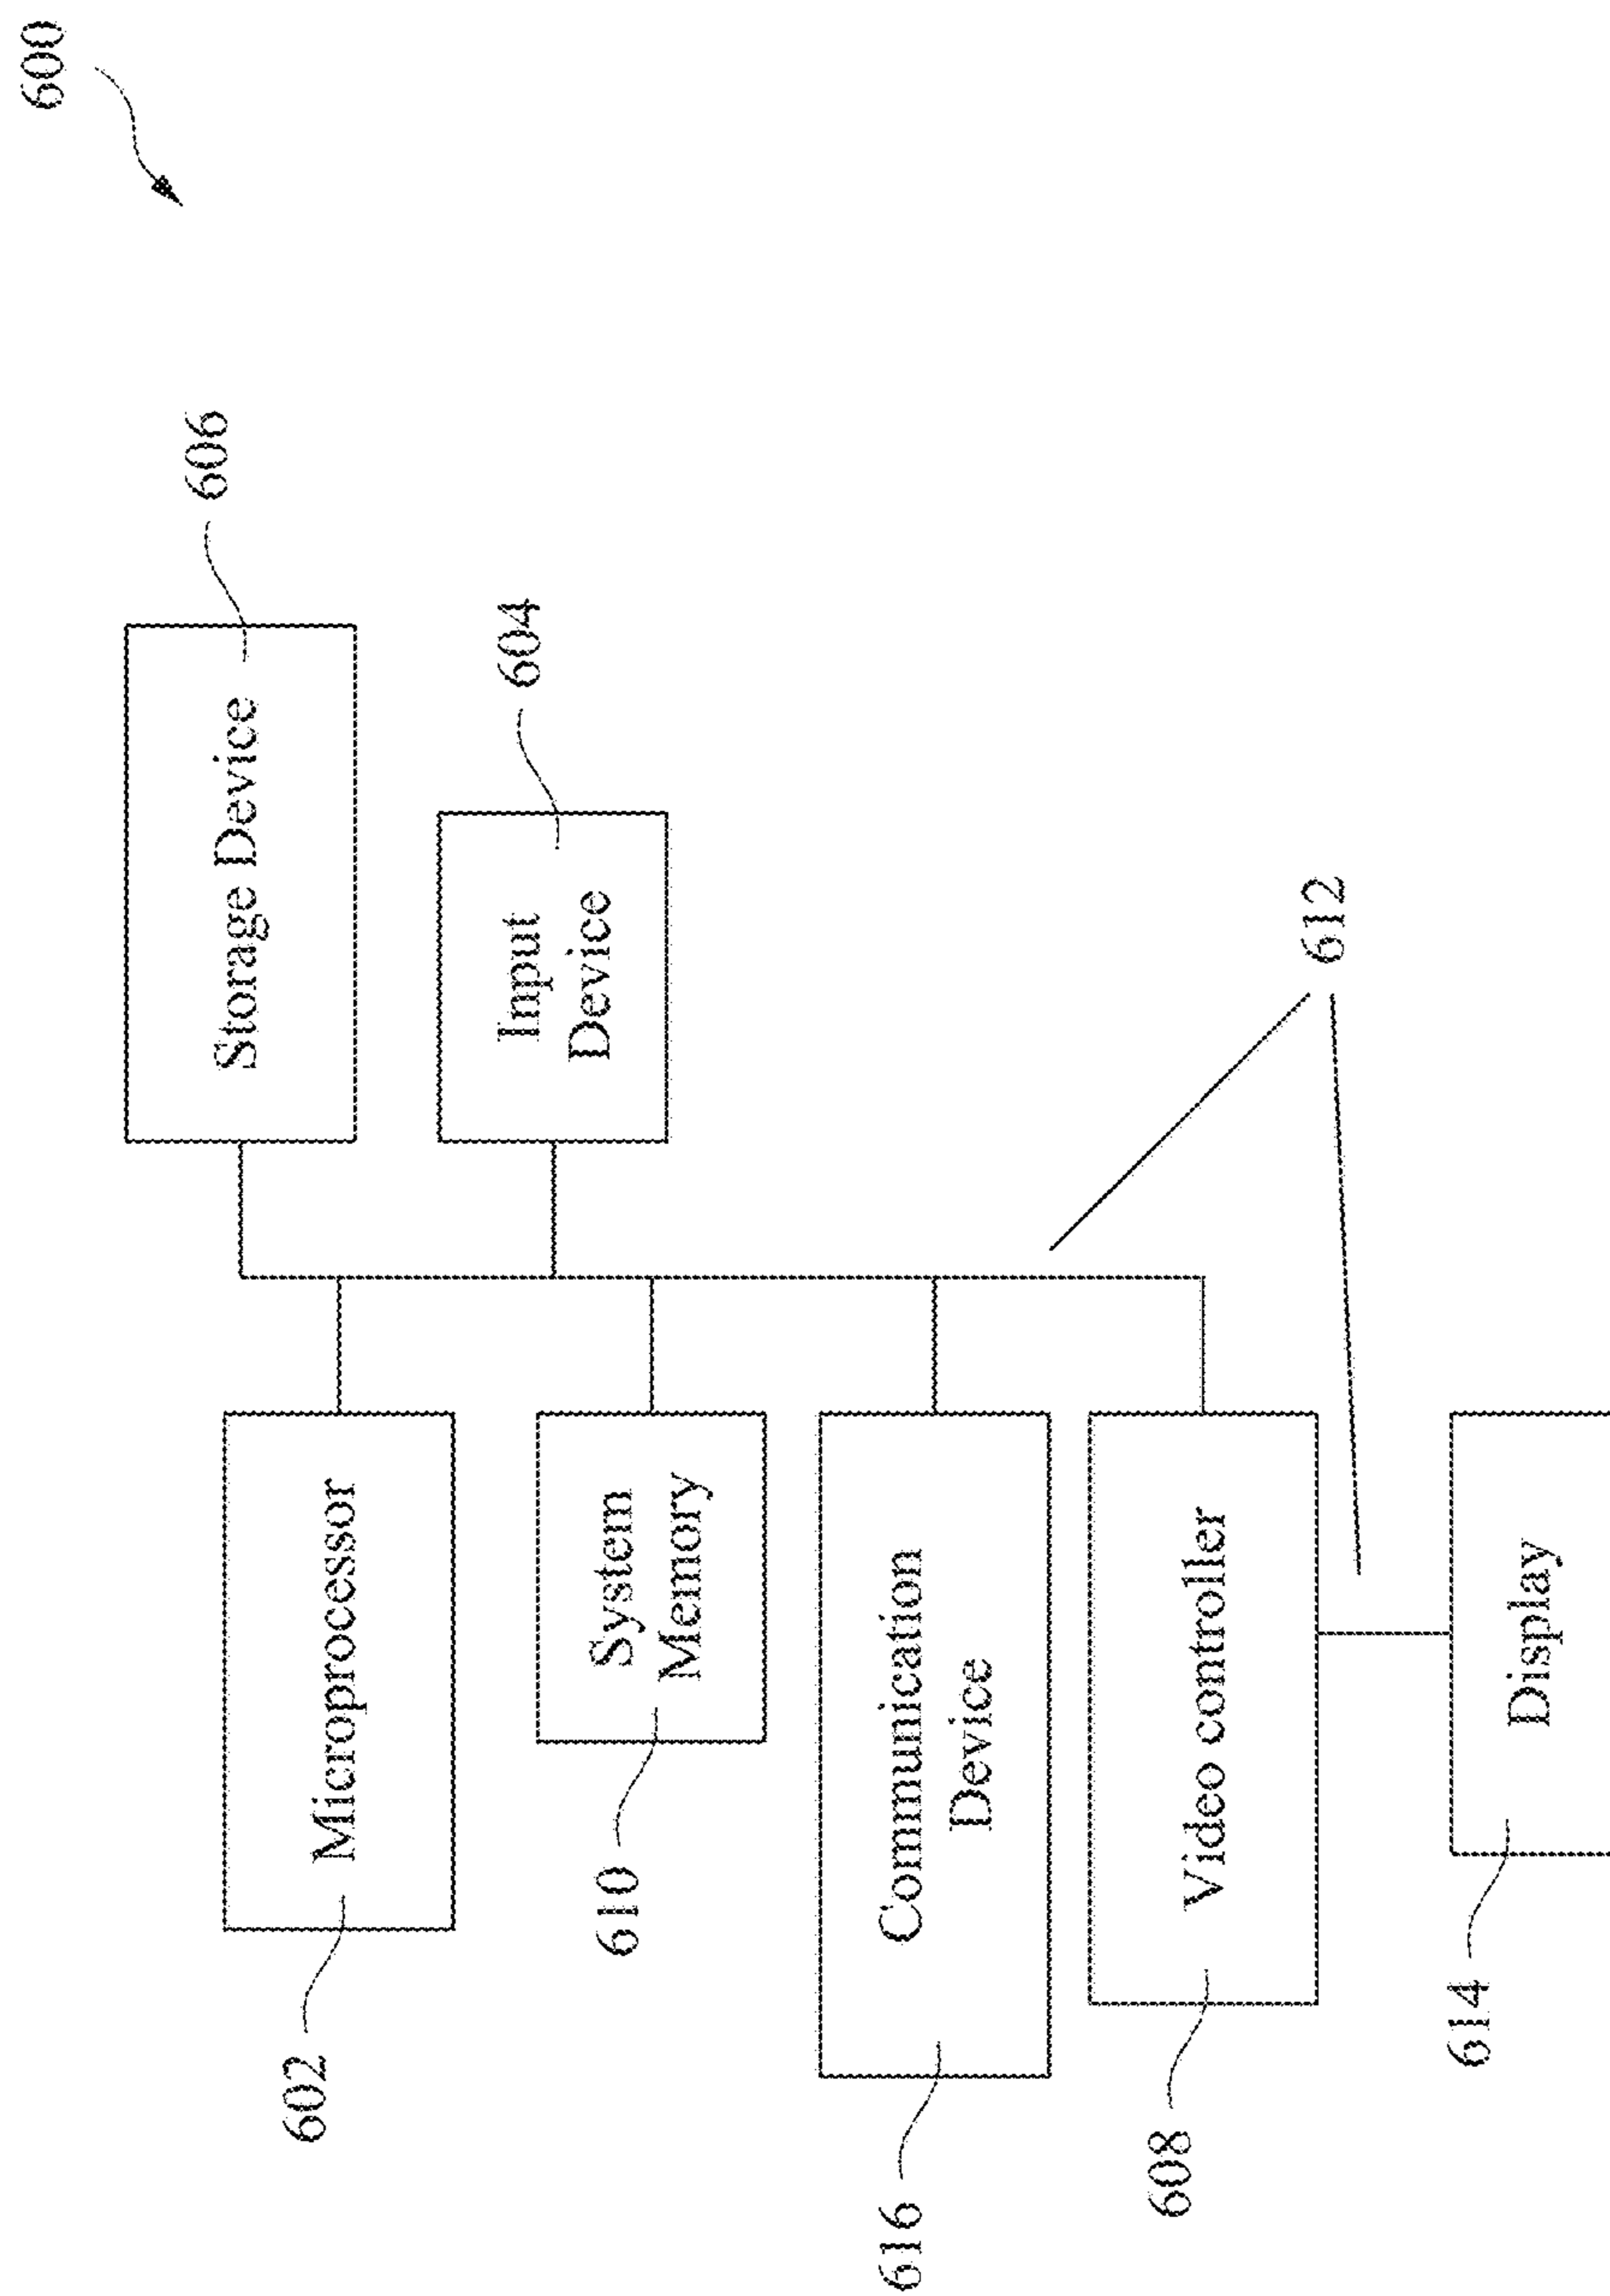 600
Storage Device
606
Input
Device
604
Microprocessor
602
System
Memory
610
Communication
Device
616
Video controller
608
612
Display
614